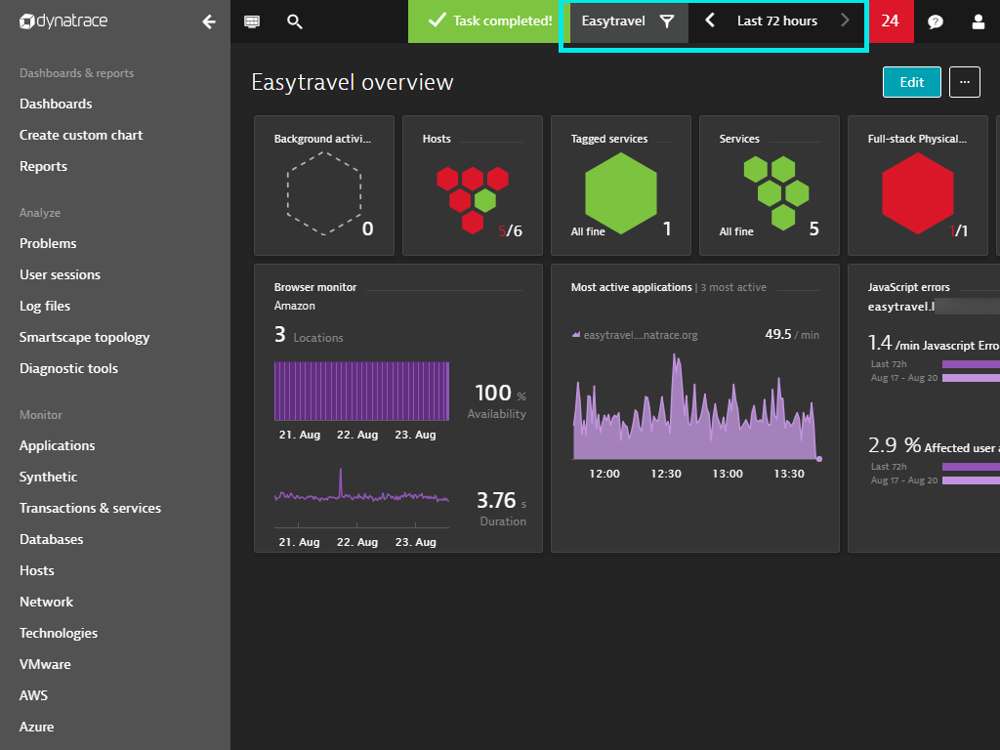 dynatrace
Task completed!
Easytravel
Last 72 hours
24
Dashboards & reports
Dashboards
Create custom chart
Reports
Analyze
Problems
User sessions
Log files
Smartscape topology
Diagnostic tools
Monitor
Applications
Synthetic
Transactions & services
Databases
Hosts
Network
Technologies
VMware
AWS
Azure
Easytravel overview
Edit
...
Background activi...
0
Hosts
5/6
Tagged services
All fine
1
Services
All fine
5
Full-stack Physical...
1/1
Browser monitor
Amazon
3 Locations
100 %
Availability
21. Aug 22. Aug 23. Aug
3.76 s
Duration
21. Aug 22. Aug 23. Aug
Most active applications | 3 most active
easytravel....natrace.org
49.5 / min
12:00 12:30 13:00 13:30
JavaScript errors
easytravel.
1.4 /min Javascript Erro
Last 72h
Aug 17 - Aug 20
2.9 % Affected user a
Last 72h
Aug 17 - Aug 20